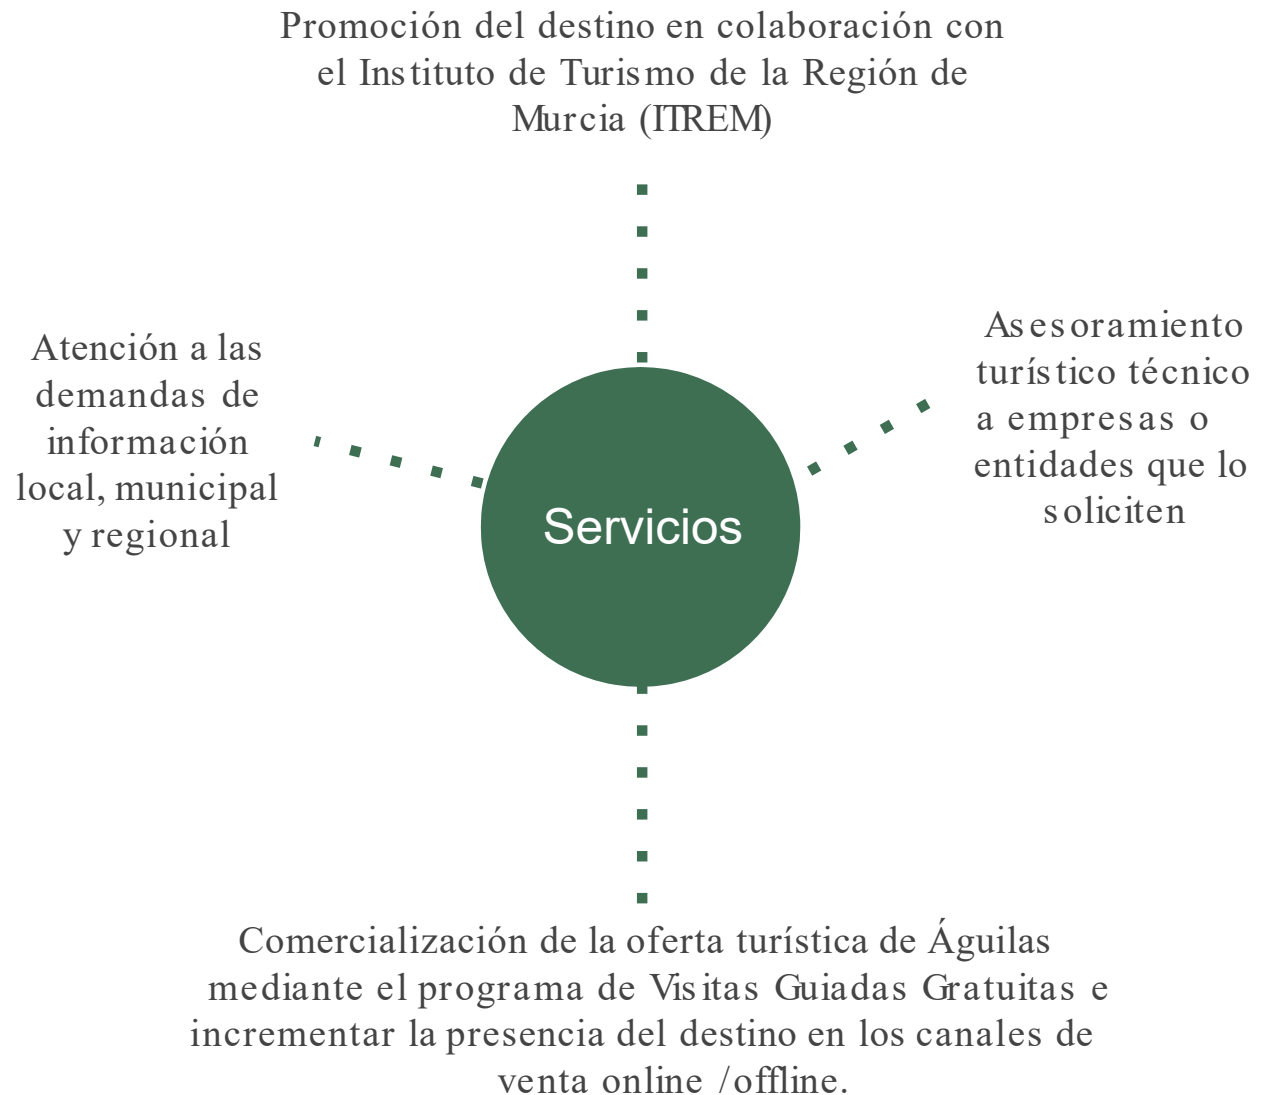 Promoción del destino en colaboración con
el Instituto de Turismo de la Región de
Murcia (ITREM)
Atención a las
demandas de
información
local, municipal
y regional
Asesoramiento
turístico técnico
a empresas o
entidades que lo
soliciten
Servicios
Comercialización de la oferta turística de Águilas
mediante el programa de Visitas Guiadas Gratuitas e
incrementar la presencia del destino en los canales de
venta online /offline.